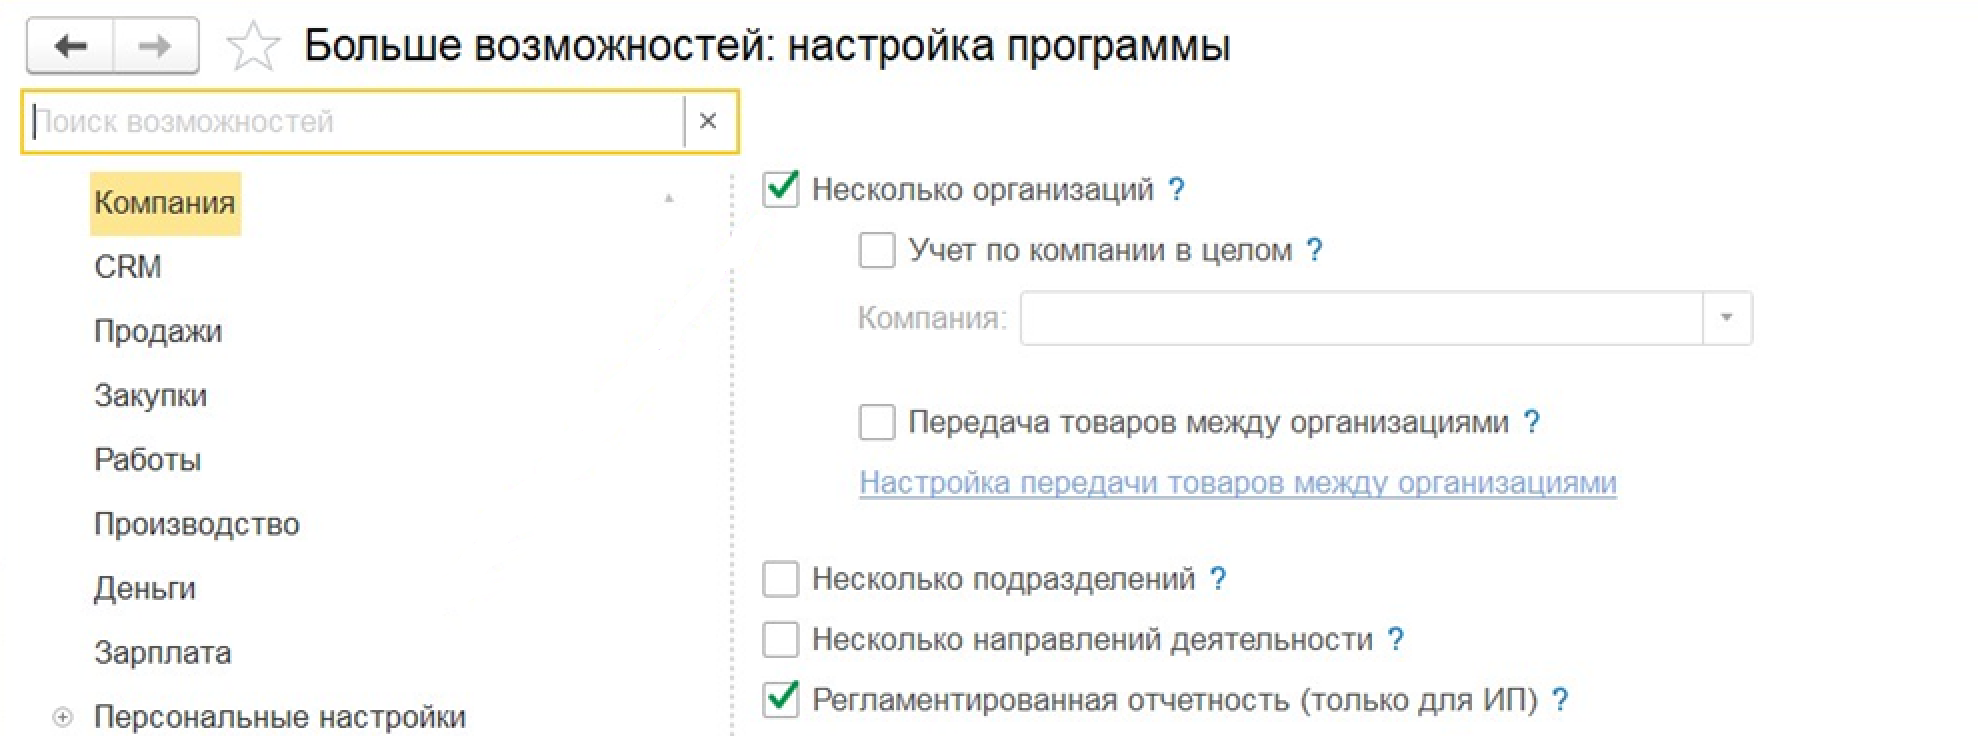 Больше возможностей: настройка программы
Поиск возможностей
Компания
CRM
Продажи
Закупки
Работы
Производство
Деньги
Зарплата
Персональные настройки
Несколько организаций ?
Учет по компании в целом ?
Компания:
Передача товаров между организациями ?
Настройка передачи товаров между организациями
Несколько подразделений ?
Несколько направлений деятельности ?
Регламентированная отчетность (только для ИП) ?